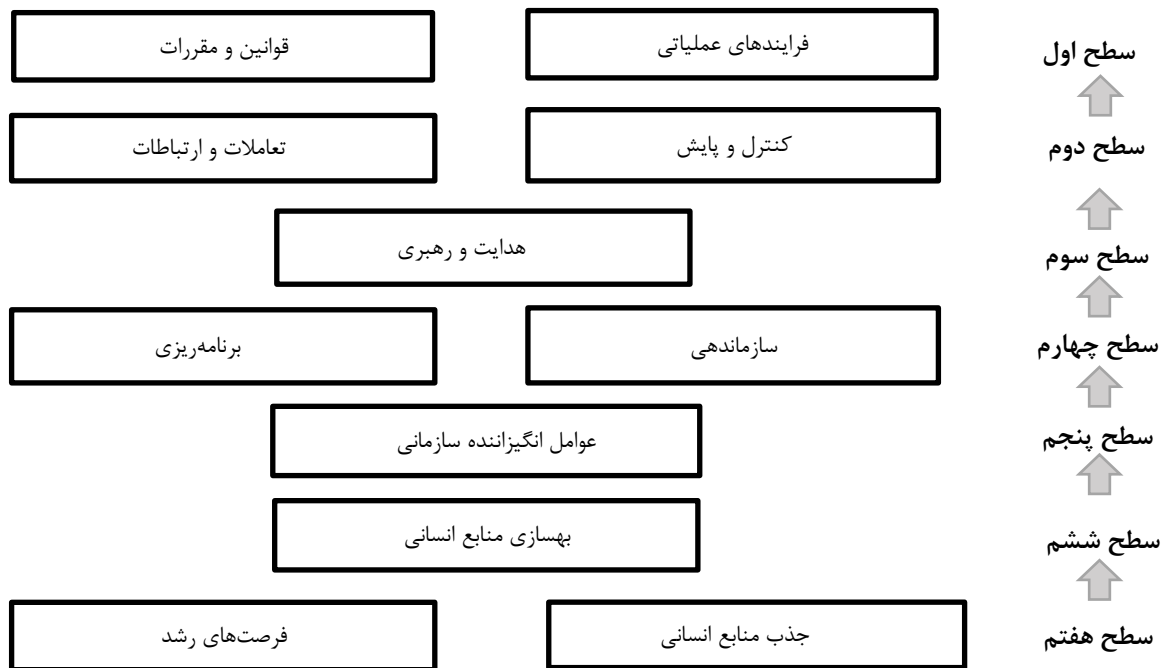 سطح اول
فرایندهای عملیاتی
قوانین و مقررات
سطح دوم
کنترل و پایش
تعاملات و ارتباطات
سطح سوم
هدایت و رهبری
سطح چهارم
سازماندهی
برنامه‌ریزی
سطح پنجم
عوامل انگیزاننده سازمانی
سطح ششم
بهسازی منابع انسانی
سطح هفتم
جذب منابع انسانی
فرصت‌های رشد